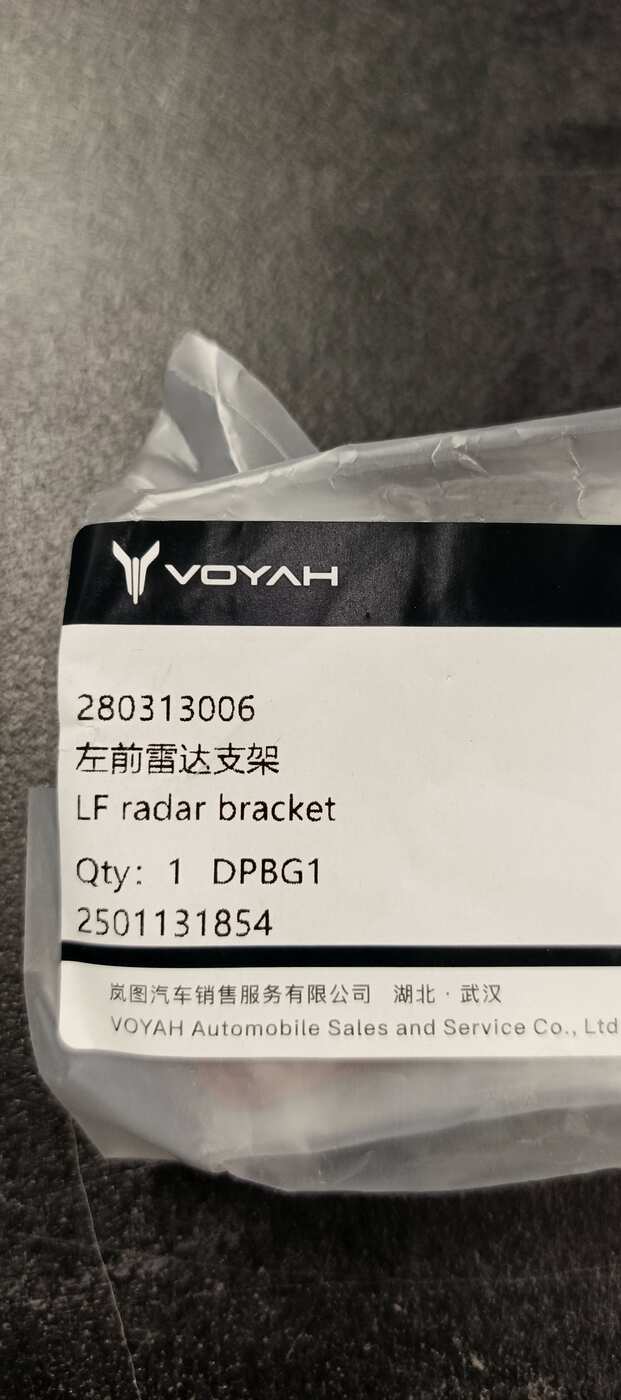 VOYAH
280313006
左前雷达支架
LF radar bracket
Qty: 1 DPBG1
2501131854
岚图汽车销售服务有限公司 湖北·武汉
VOYAH Automobile Sales and Service Co., Ltd